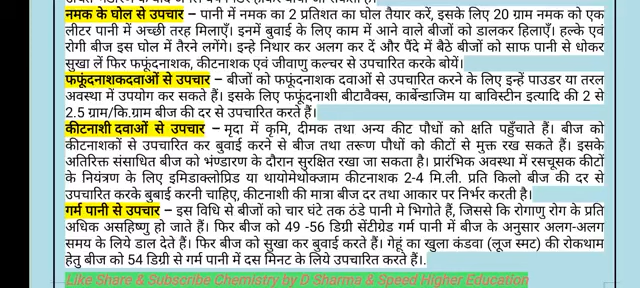 नमक के घोल से उपचार – पानी में नमक का 2 प्रतिशत का घोल तैयार करें, इसके लिए 20 ग्राम नमक को एक
लीटर पानी में अच्छी तरह मिलाएँ। इनमें बुवाई के लिए काम में आने वाले बीजों को डालकर हिलाएँ। हल्के एवं
रोगी बीज इस घोल में तैरने लगेंगे। इन्हे निथार कर अलग कर दें और पैंदे में बैठे बीजों को साफ पानी से धोकर
सुखा लें फिर फफूंदनाशक, कीटनाशक एवं जीवाणु कल्चर से उपचारित करके बोयें।
फफूंदनाशकदवाओं से उपचार – बीजों को फफूंदनाशक दवाओं से उपचारित करने के लिए इन्हें पाउडर या तरल
अवस्था में उपयोग कर सकते हैं। इसके लिए फफूंदनाशी बीटावैक्स, कार्बेन्डाजिम या बाविस्टीन इत्यादि की 2 से
2.5 ग्राम/कि.ग्राम बीज की दर से उपचारित करते हैं।
कीटनाशी दवाओं से उपचार – मृदा में कृमि, दीमक तथा अन्य कीट पौधों को क्षति पहुँचाते हैं। बीज को
कीटनाशकों से उपचारित कर बुवाई करने से बीज तथा तरूण पौधों को कीटों से मुक्त रख सकते हैं। इसके
अतिरिक्त संसाधित बीज को भंण्डारण के दौरान सुरक्षित रखा जा सकता है। प्रारंभिक अवस्था में रसचूसक कीटों
के नियंत्रण के लिए इमिडाक्लोप्रिड या थायोमेथोक्जाम कीटनाशक 2-4 मि.ली. प्रति किलो बीज की दर से
उपचारित करके बुबाई करनी चाहिए, कीटनाशी की मात्रा बीज दर तथा आकार पर निर्भर करती है।
गर्म पानी से उपचार – इस विधि से बीजों को चार घंटे तक ठंडे पानी मे भिगोते हैं, जिससे कि रोगाणु रोग के प्रति
अधिक असहिष्णु हो जाते हैं। फिर बीज को 49 -56 डिग्री सेंटीग्रेड गर्म पानी में बीज के अनुसार अलग-अलग
समय के लिये डाल देते हैं। फिर बीज को सुखा कर बुवाई करते हैं। गेहूं का खुला कंडवा (लूज स्मट) की रोकथाम
हेतु बीज को 54 डिग्री से गर्म पानी में दस मिनट के लिये उपचारित करते हैं।.
Like Share & Subscribe Chemistry by D Sharma & Speed Higher Education